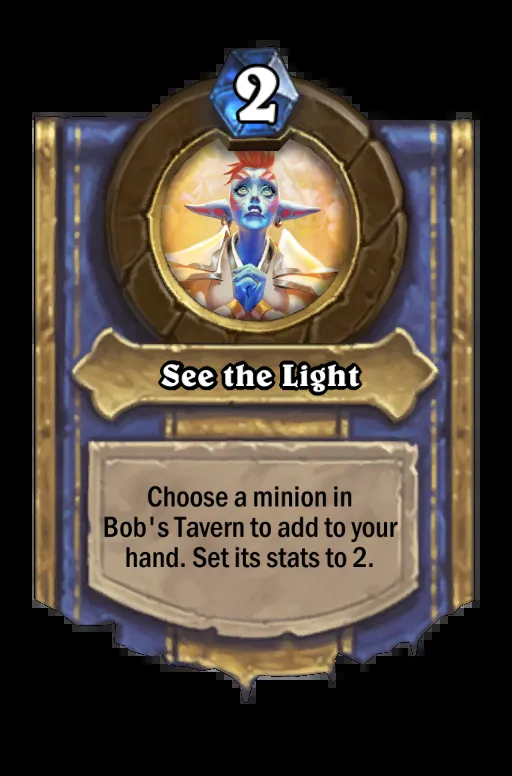 2
See the Light
Choose a minion in
Bob's Tavern to add to your
hand. Set its stats to 2.